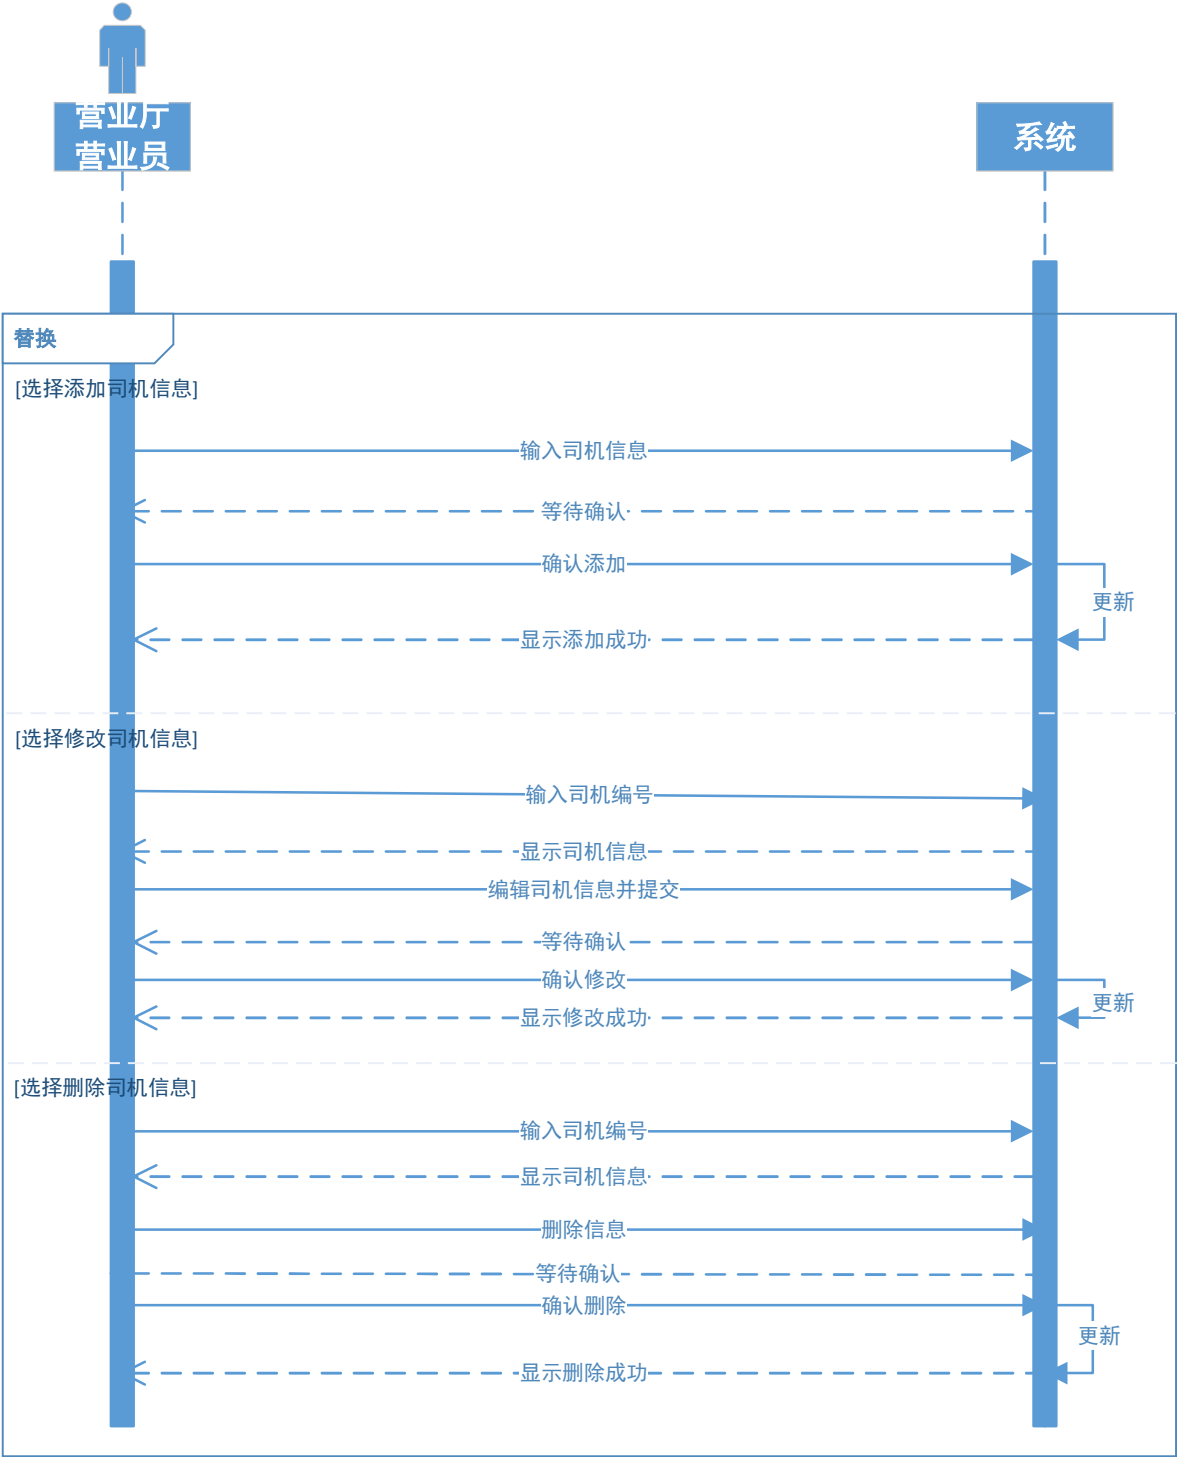 营业厅
营业员
系统
替换
[选择添加司机信息]
输入司机信息
等待确认
确认添加
更新
显示添加成功
[选择修改司机信息]
输入司机编号
显示司机信息
编辑司机信息并提交
等待确认
确认修改
更新
显示修改成功
[选择删除司机信息]
输入司机编号
显示司机信息
删除信息
等待确认
确认删除
更新
显示删除成功